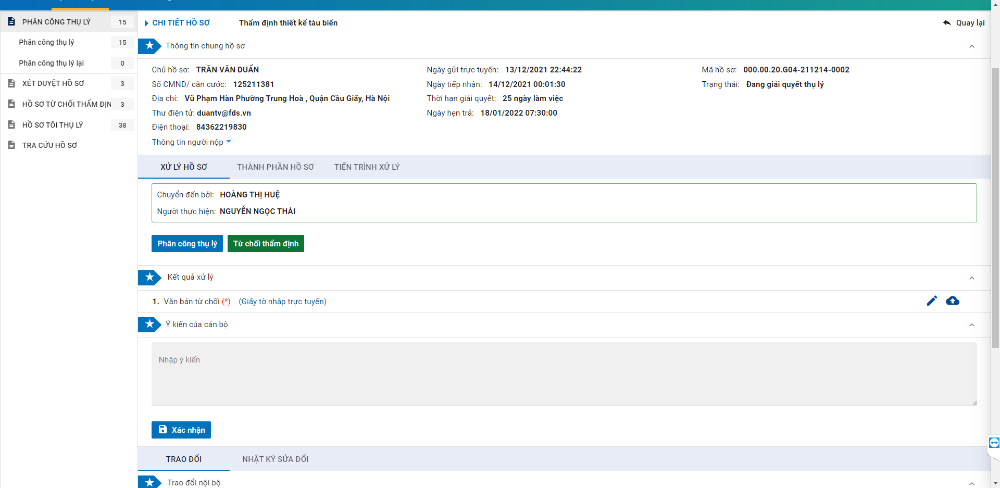 PHÂN CÔNG THỤ LÝ 15
Phân công thụ lý 15
Phân công thụ lý lại 0
XÉT DUYỆT HỒ SƠ 3
HỒ SƠ TỪ CHỐI THẨM ĐỊN 3
HỒ SƠ TÔI THỤ LÝ 38
TRA CỨU HỒ SƠ
CHI TIẾT HỒ SƠ Thẩm định thiết kế tàu biển Quay lại
Thông tin chung hồ sơ
Chủ hồ sơ: TRẦN VĂN DUẨN
Số CMND/ căn cước: 125211381
Địa chỉ: Vũ Phạm Hàn Phường Trung Hoà , Quận Cầu Giấy, Hà Nội
Thư điện tử: duantv@fds.vn
Điện thoại: 84362219830
Thông tin người nộp
Ngày gửi trực tuyến: 13/12/2021 22:44:22
Ngày tiếp nhận: 14/12/2021 00:01:30
Thời hạn giải quyết: 25 ngày làm việc
Ngày hẹn trả: 18/01/2022 07:30:00
Mã hồ sơ: 000.00.20.G04-211214-0002
Trạng thái: Đang giải quyết thụ lý
XỬ LÝ HỒ SƠ THÀNH PHẦN HỒ SƠ TIẾN TRÌNH XỬ LÝ
Chuyển đến bởi: HOÀNG THỊ HUỆ
Người thực hiện: NGUYỄN NGỌC THÁI
Phân công thụ lý Từ chối thẩm định
Kết quả xử lý
1. Văn bản từ chối (*) (Giấy tờ nhập trực tuyến)
Ý kiến của cán bộ
Nhập ý kiến
Xác nhận
TRAO ĐỔI NHẬT KÝ SỬA ĐỔI
Trao đổi nội bộ